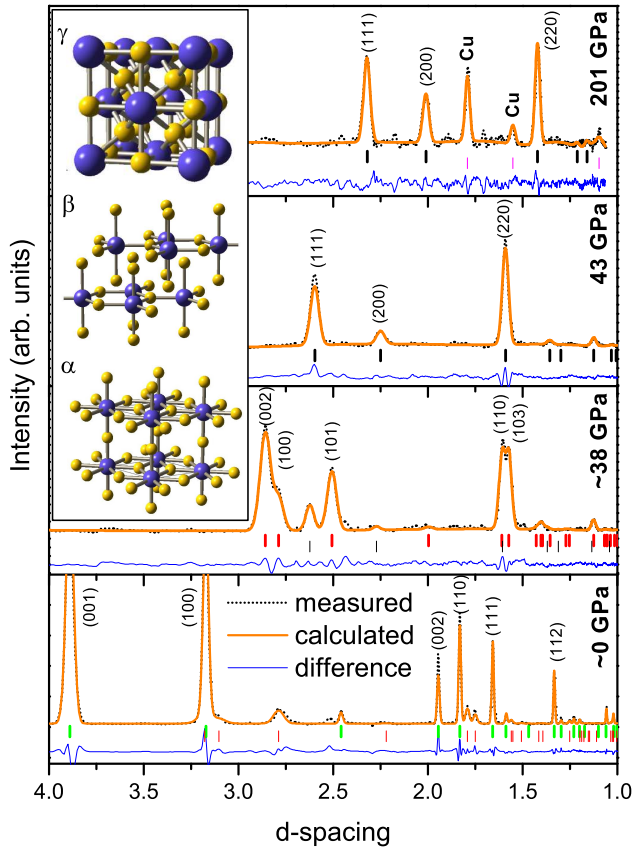 γ
β
α
(111)
(200)
Cu
Cu
(220)
201 GPa
(111)
(200)
(220)
43 GPa
(002)
(100)
(101)
(110)
(103)
~38 GPa
(001)
(100)
measured
calculated
difference
(002)
(110)
(111)
(112)
~0 GPa
Intensity (arb. units)
4.0 3.5 3.0 2.5 2.0 1.5 1.0
d-spacing